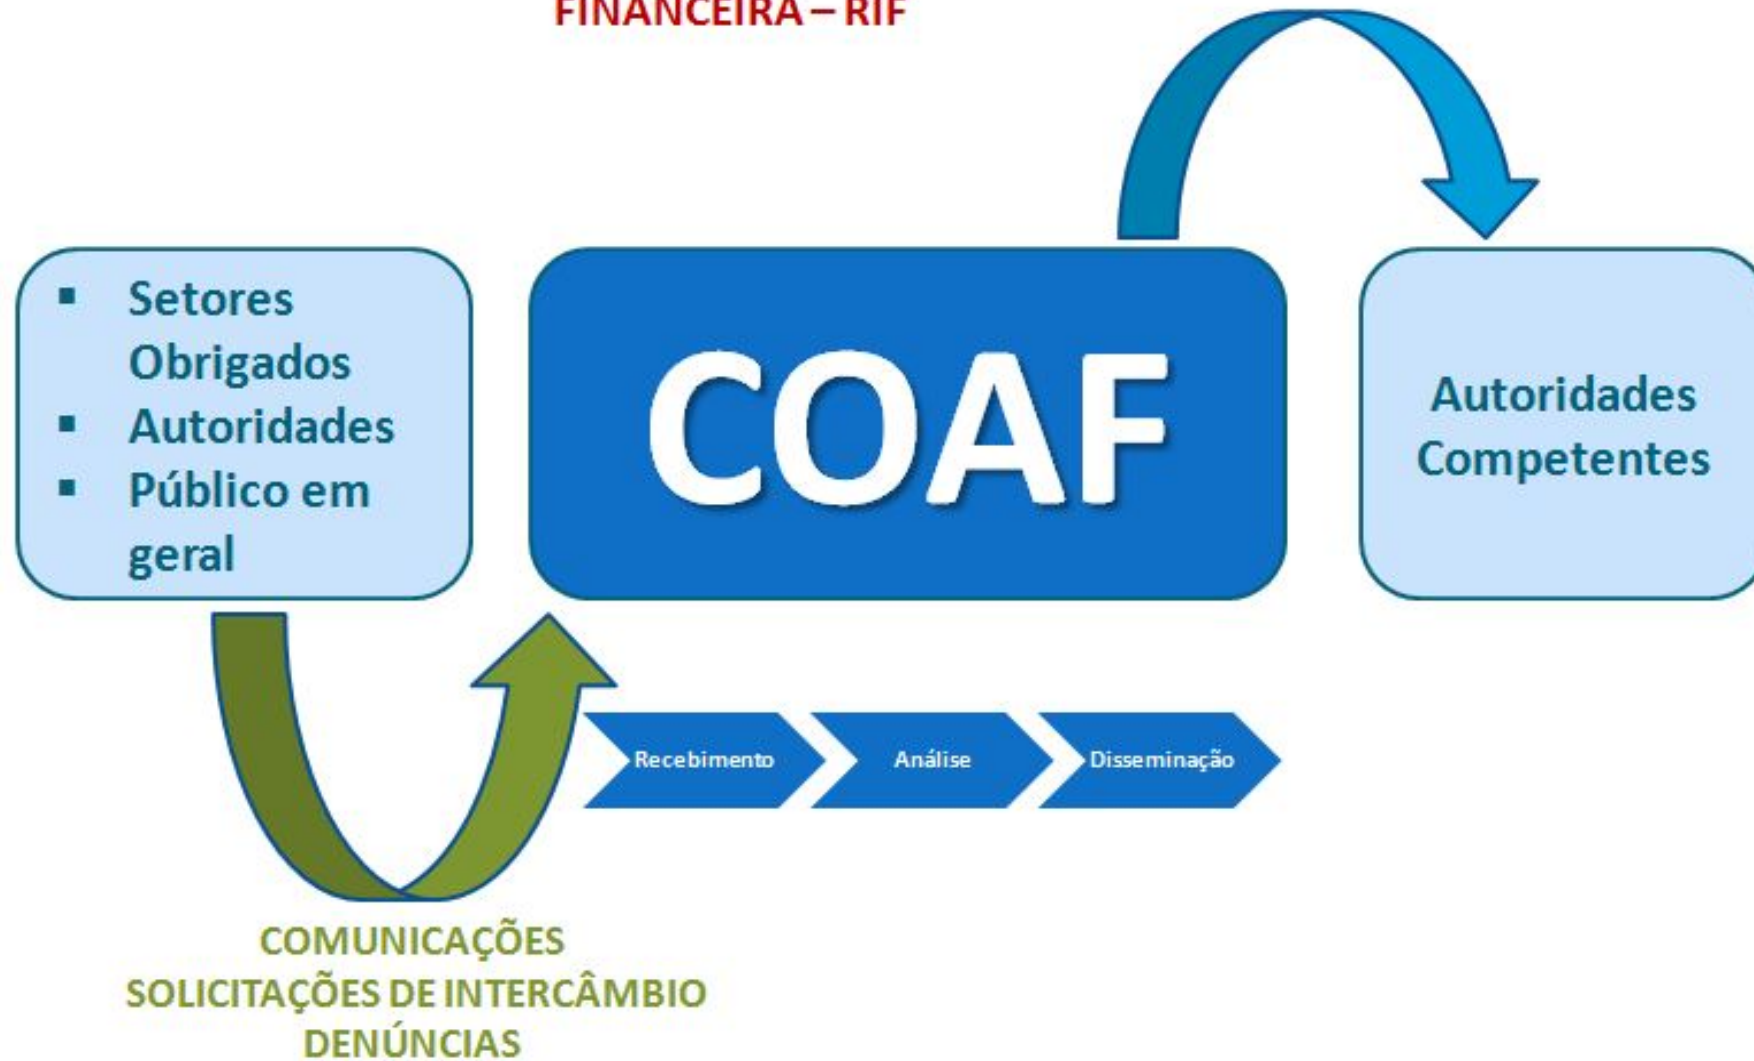 FINANCEIRA – RIF
▪ Setores
Obrigados
▪ Autoridades
▪ Público em
geral
COAF
Autoridades
Competentes
Recebimento
Análise
Disseminação
COMUNICAÇÕES
SOLICITAÇÕES DE INTERCÂMBIO
DENÚNCIAS